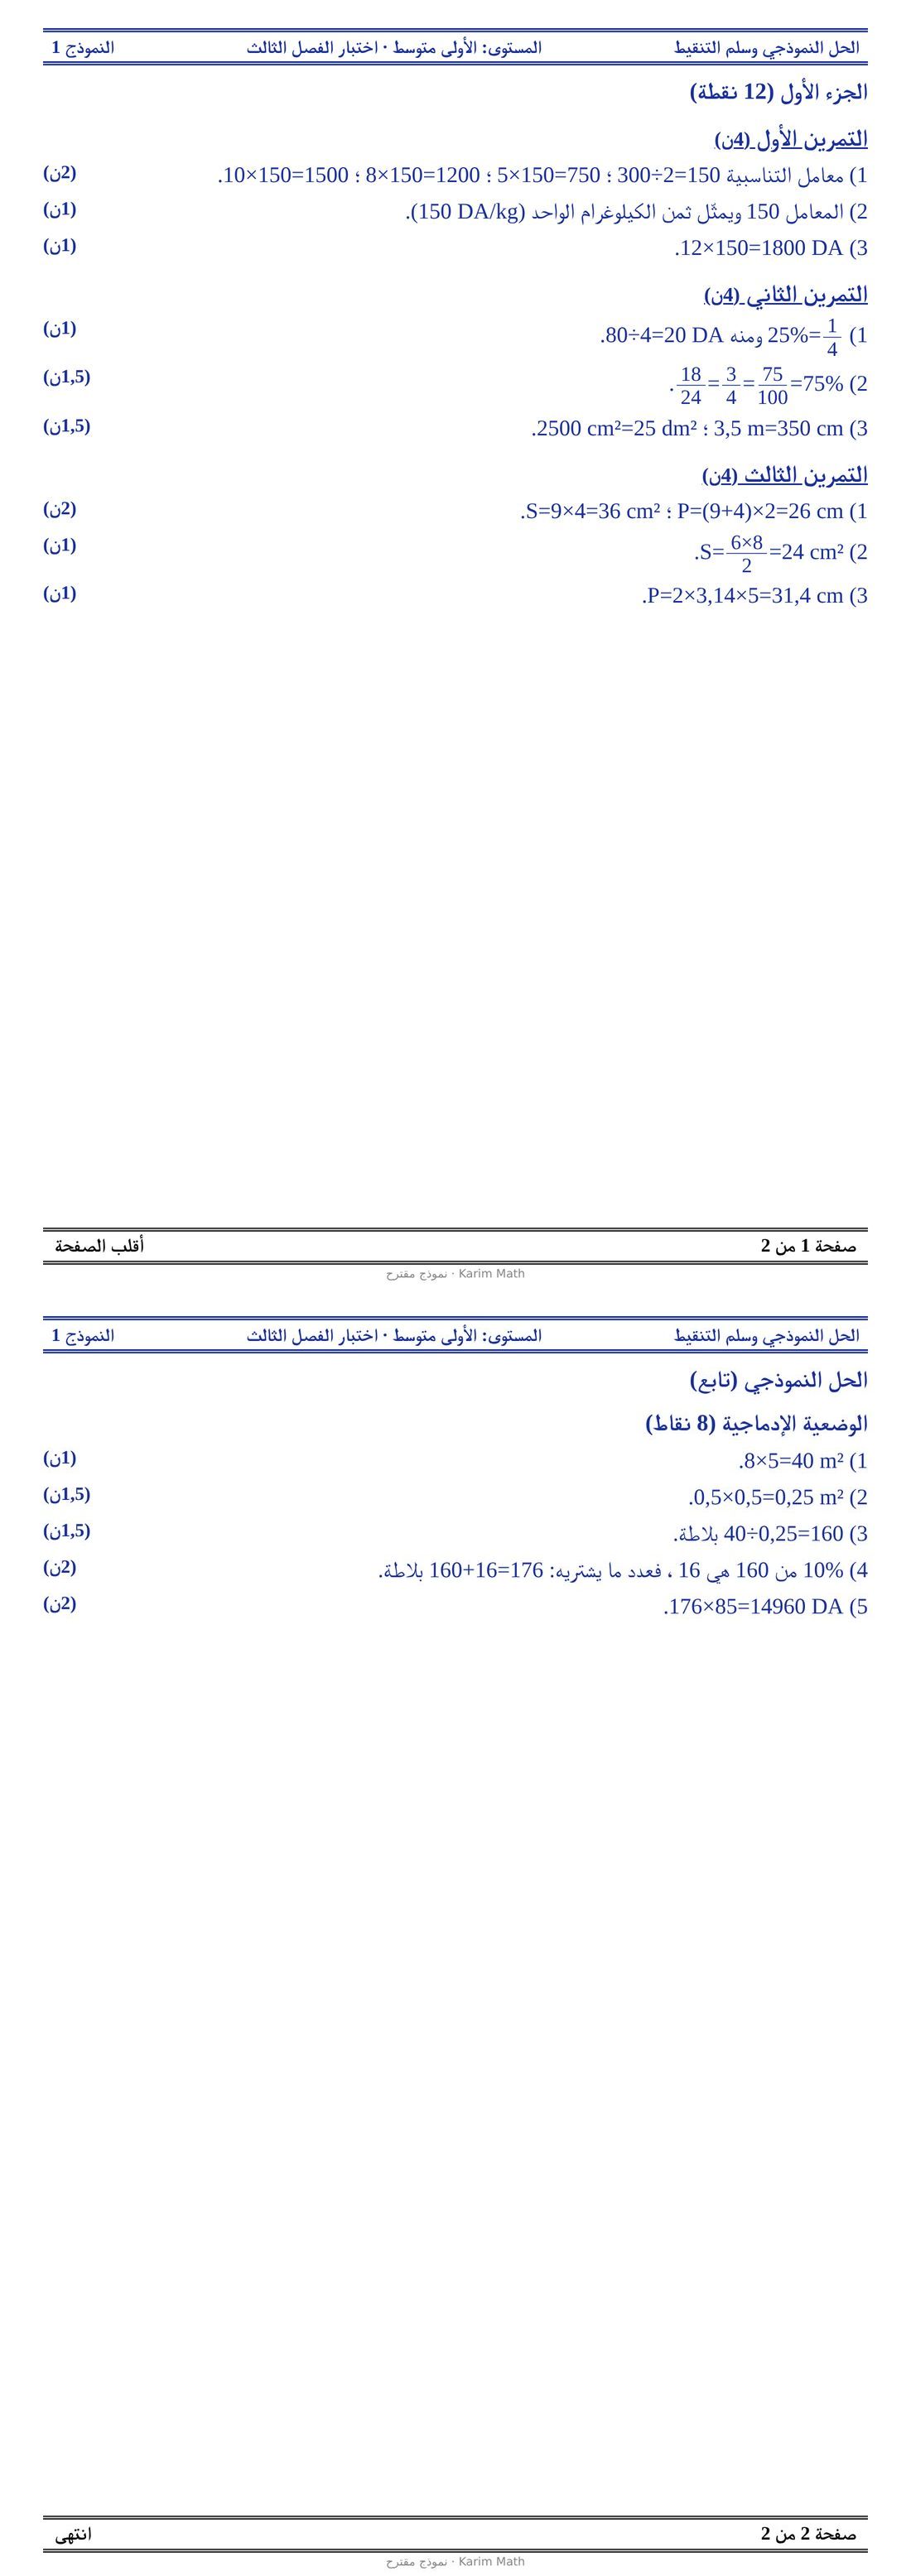 الحل النموذجي وسلم التنقيط المستوى: الأولى متوسط · اختبار الفصل الثالث النموذج 1
الجزء الأول (12 نقطة)
التمرين الأول (4ن)
1) معامل التناسبية 300÷2=150 ؛ 5×150=750 ؛ 8×150=1200 ؛ 10×150=1500. (2ن)
2) المعامل 150 ويمثّل ثمن الكيلوغرام الواحد (150 DA/kg). (1ن)
3) 12×150=1800 DA. (1ن)
التمرين الثاني (4ن)
1) 25%=1/4 ومنه 80÷4=20 DA. (1ن)
2) 18/24=3/4=75/100=75%. (1,5ن)
3) 3,5 m=350 cm ؛ 2500 cm²=25 dm². (1,5ن)
التمرين الثالث (4ن)
1) P=(9+4)×2=26 cm ؛ S=9×4=36 cm². (2ن)
2) S=6×8/2=24 cm². (1ن)
3) P=2×3,14×5=31,4 cm. (1ن)
صفحة 1 من 2 أقلب الصفحة
Karim Math · نموذج مقترح
الحل النموذجي وسلم التنقيط المستوى: الأولى متوسط · اختبار الفصل الثالث النموذج 1
الحل النموذجي (تابع)
الوضعية الإدماجية (8 نقاط)
1) 8×5=40 m². (1ن)
2) 0,5×0,5=0,25 m². (1,5ن)
3) 40÷0,25=160 بلاطة. (1,5ن)
4) 10% من 160 هي 16 ، فعدد ما يشتريه: 160+16=176 بلاطة. (2ن)
5) 176×85=14960 DA. (2ن)
صفحة 2 من 2 انتهى
Karim Math · نموذج مقترح